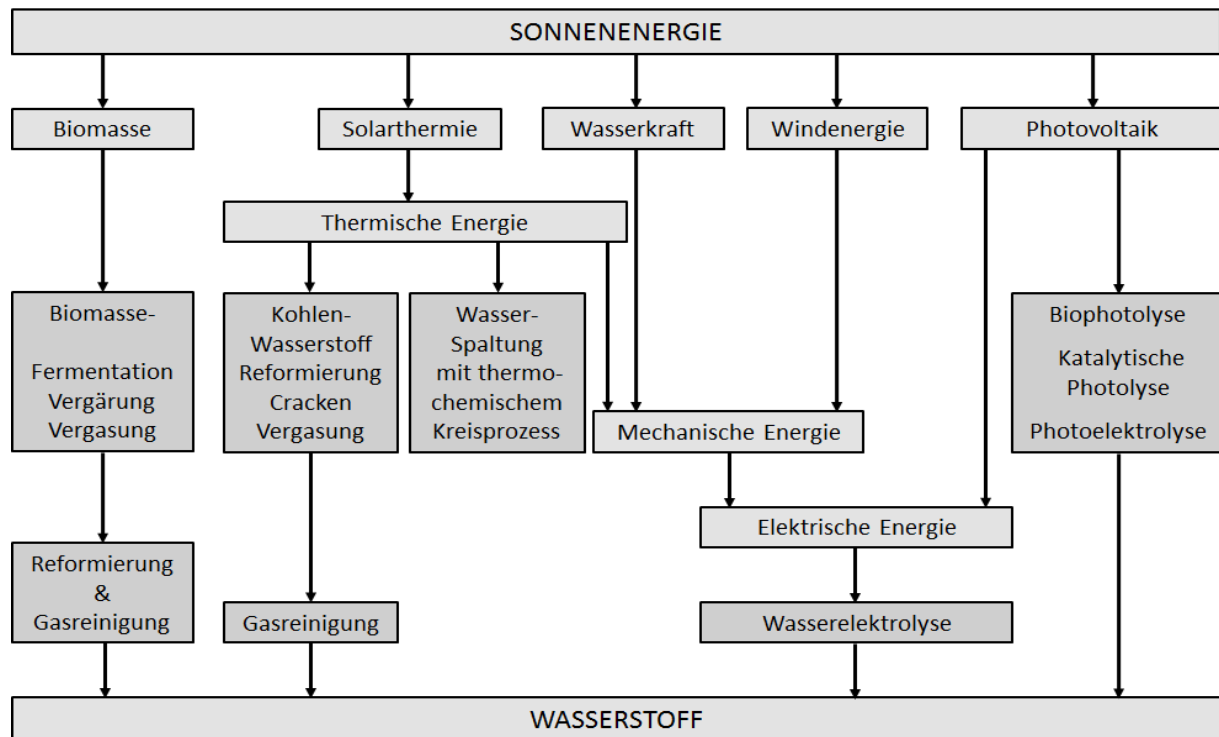 SONNENENERGIE
Biomasse
Solarthermie
Wasserkraft
Windenergie
Photovoltaik
Thermische Energie
Biomasse-
Fermentation
Vergärung
Vergasung
Kohlen-
Wasserstoff
Reformierung
Cracken
Vergasung
Wasser-
Spaltung
mit thermo-
chemischem
Kreisprozess
Biophotolyse
Katalytische
Photolyse
Photoelektrolyse
Mechanische Energie
Elektrische Energie
Reformierung
&
Gasreinigung
Gasreinigung
Wasserelektrolyse
WASSERSTOFF